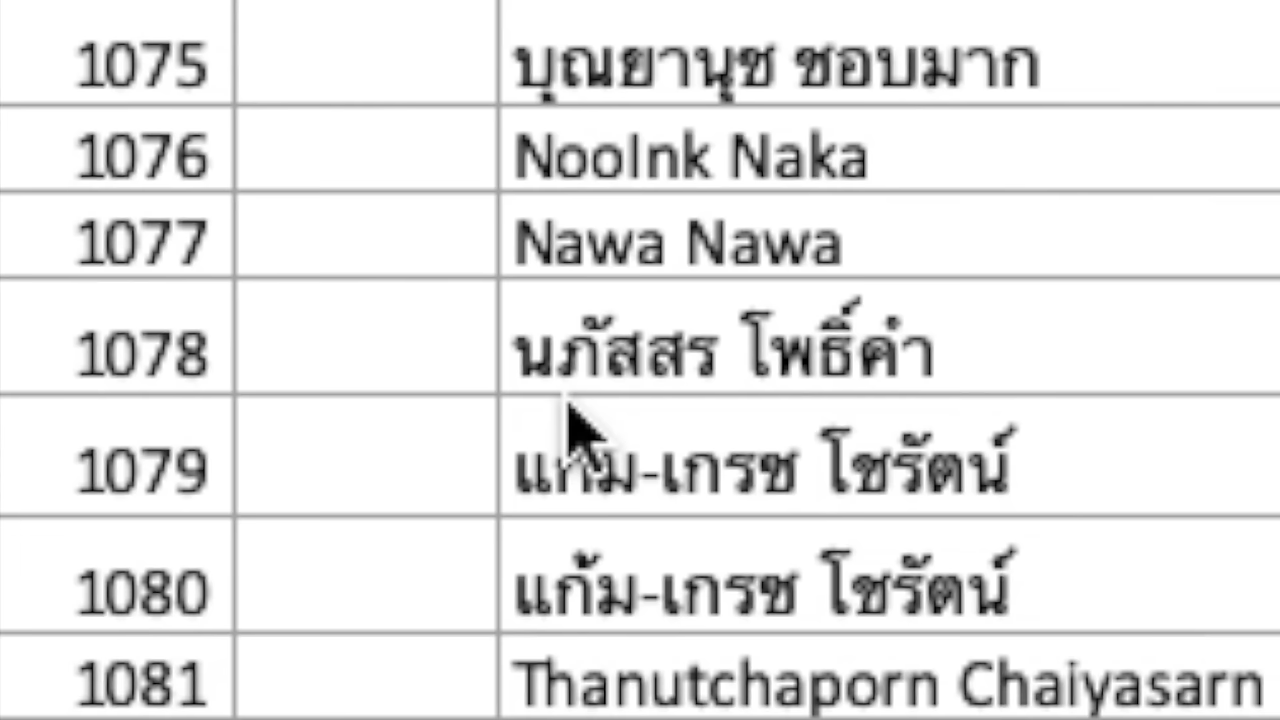 1075 บุณยานุช ชอบมาก
1076 NooInk Naka
1077 Nawa Nawa
1078 นภัสสร โพธิ์คำ
1079 แก้ม-เกรซ โชรัตน์
1080 แก้ม-เกรซ โชรัตน์
1081 Thanutchaporn Chaiyasarn